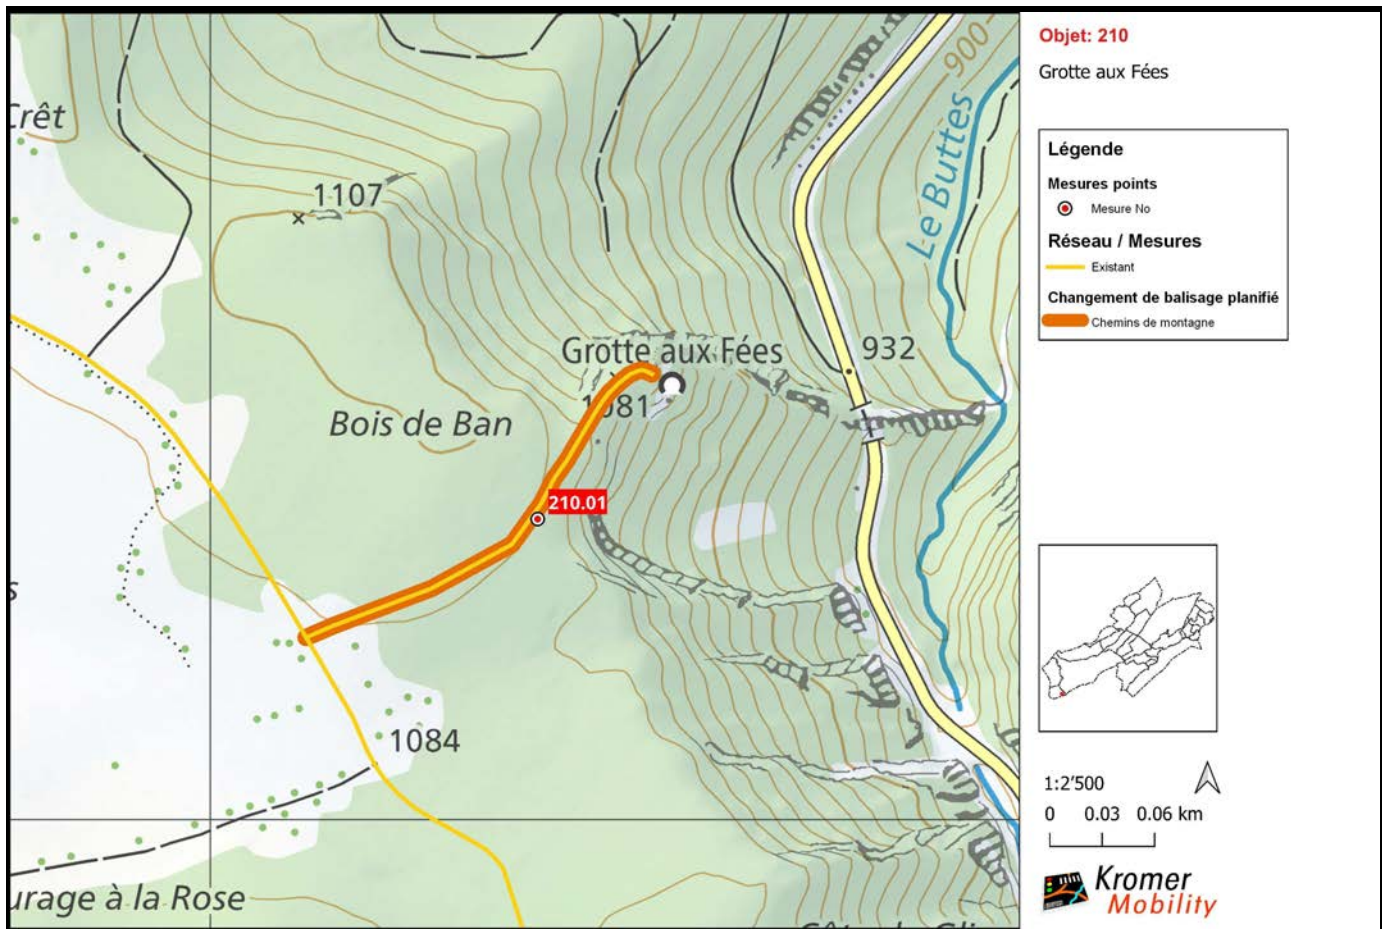 Crêt
1107
900
Le Buttes
Grotte aux Fées
932
1081
Bois de Ban
210.01
1084
urage à la Rose
Objet: 210
Grotte aux Fées
Légende
Mesures points
Mesure No
Réseau / Mesures
Existant
Changement de balisage planifié
Chemins de montagne
1:2'500
0 0.03 0.06 km
Kromer
Mobility